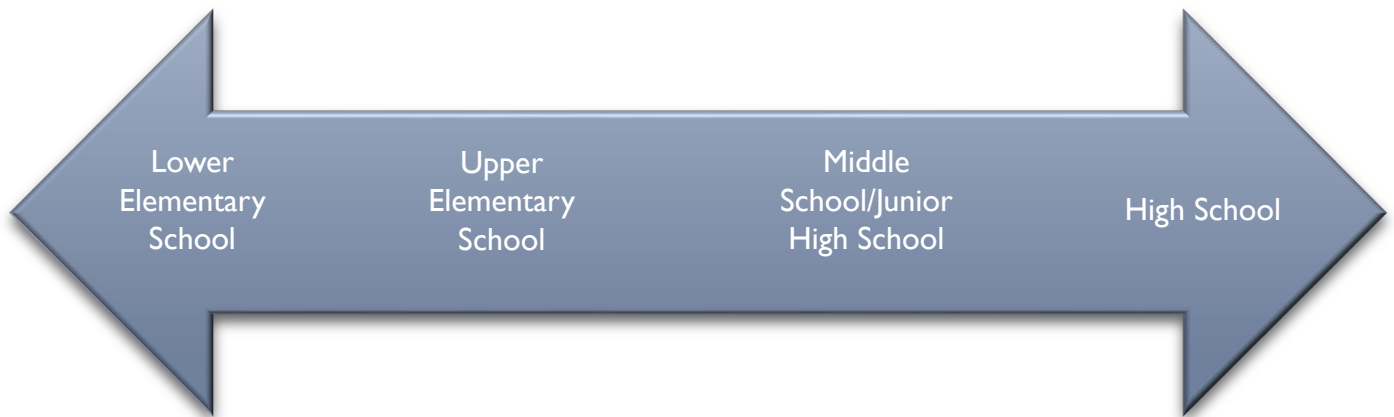 Lower
Elementary
School
Upper
Elementary
School
Middle
School/Junior
High School
High School